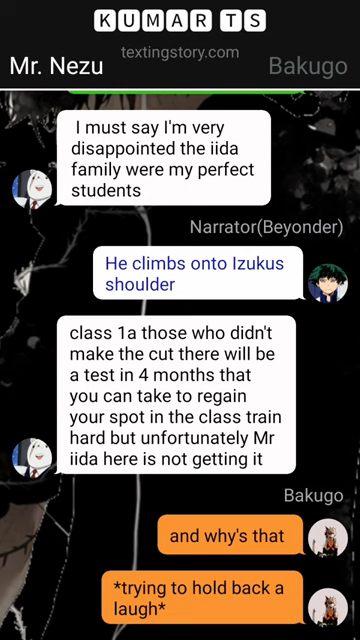 KUMAR TS
textingstory.com
Mr. Nezu
Bakugo
I must say I'm very
disappointed the iida
family were my perfect
students
Narrator(Beyonder)
He climbs onto Izukus
shoulder
class 1a those who didn't
make the cut there will be
a test in 4 months that
you can take to regain
your spot in the class train
hard but unfortunately Mr
iida here is not getting it
Bakugo
and why's that
*trying to hold back a
laugh*